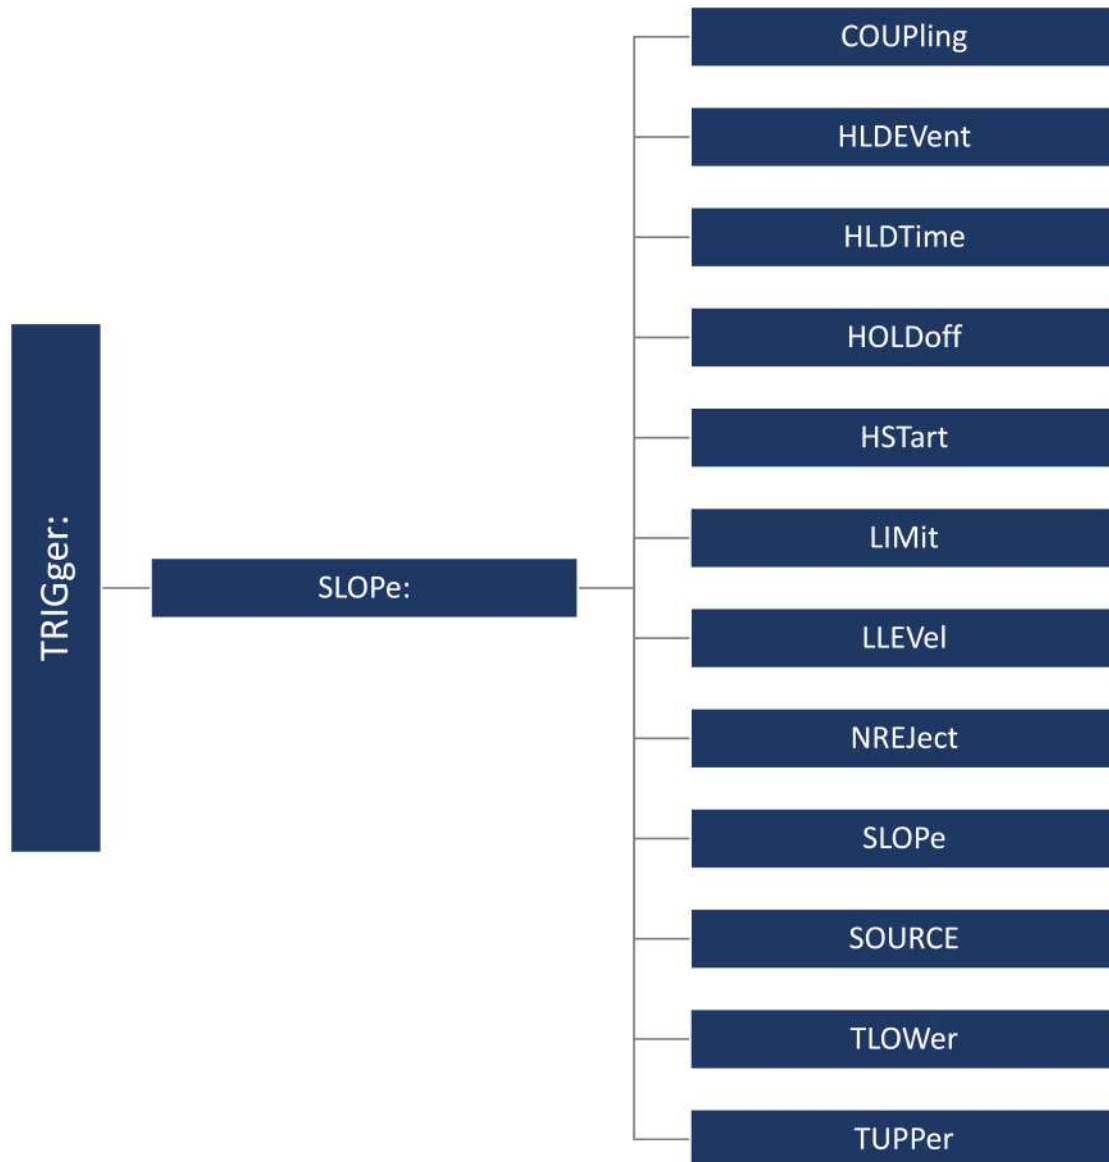 TRIGger:
SLOPe:
COUPling
HLDEVent
HLDTime
HOLDoff
HSTart
LIMit
LLEVel
NREJect
SLOPe
SOURCE
TLOWer
TUPPer